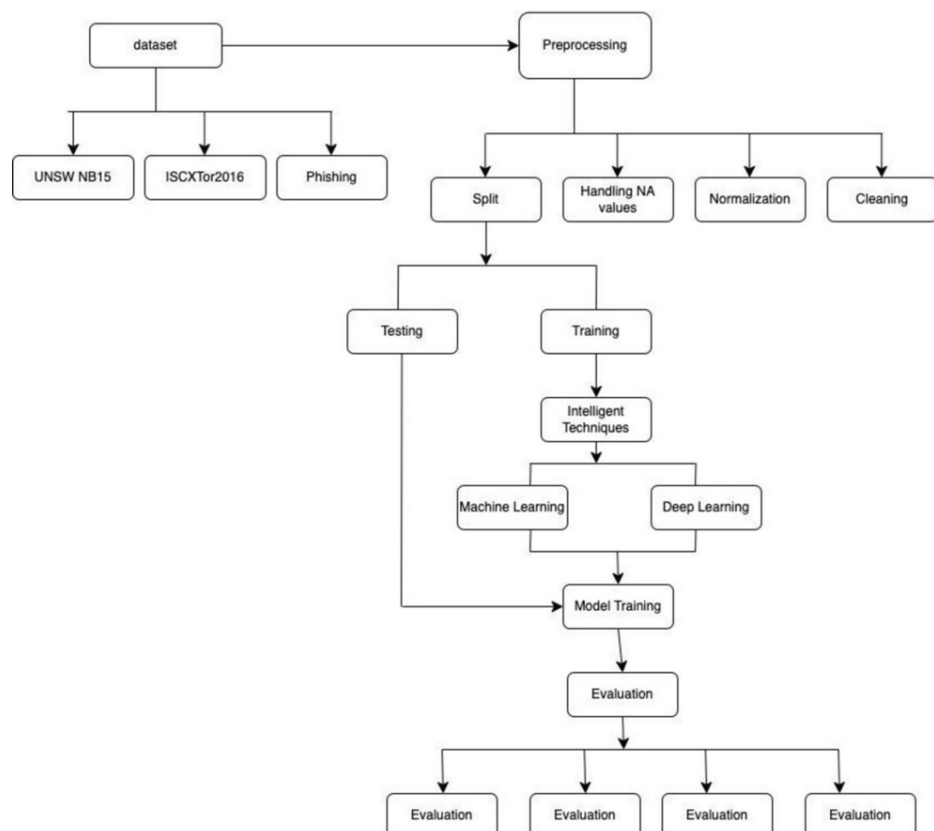 dataset
Preprocessing
UNSW NB15
ISCXTor2016
Phishing
Split
Handling NA
values
Normalization
Cleaning
Testing
Training
Intelligent
Techniques
Machine Learning
Deep Learning
Model Training
Evaluation
Evaluation
Evaluation
Evaluation
Evaluation